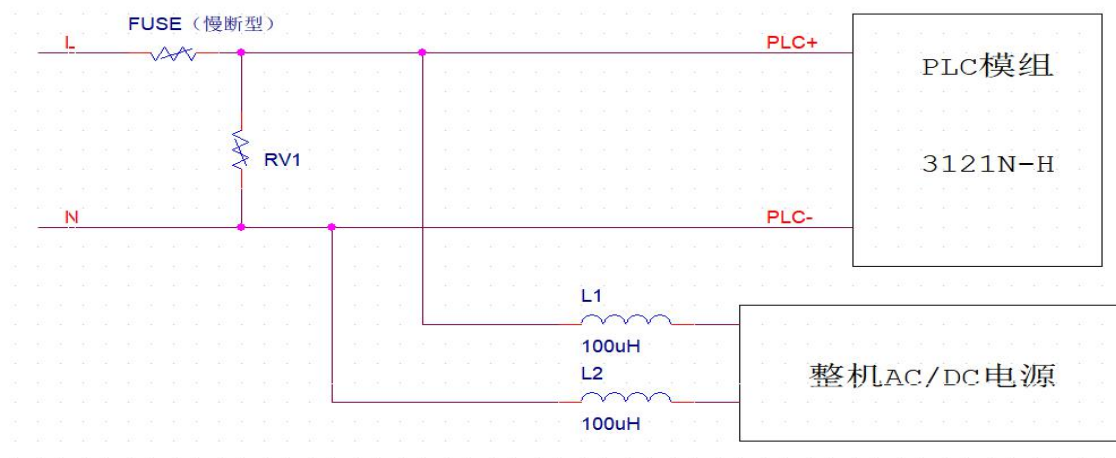 FUSE（慢断型）
L
PLC+
PLC模组
3121N-H
RV1
N
PLC-
L1
100uH
L2
100uH
整机AC/DC电源